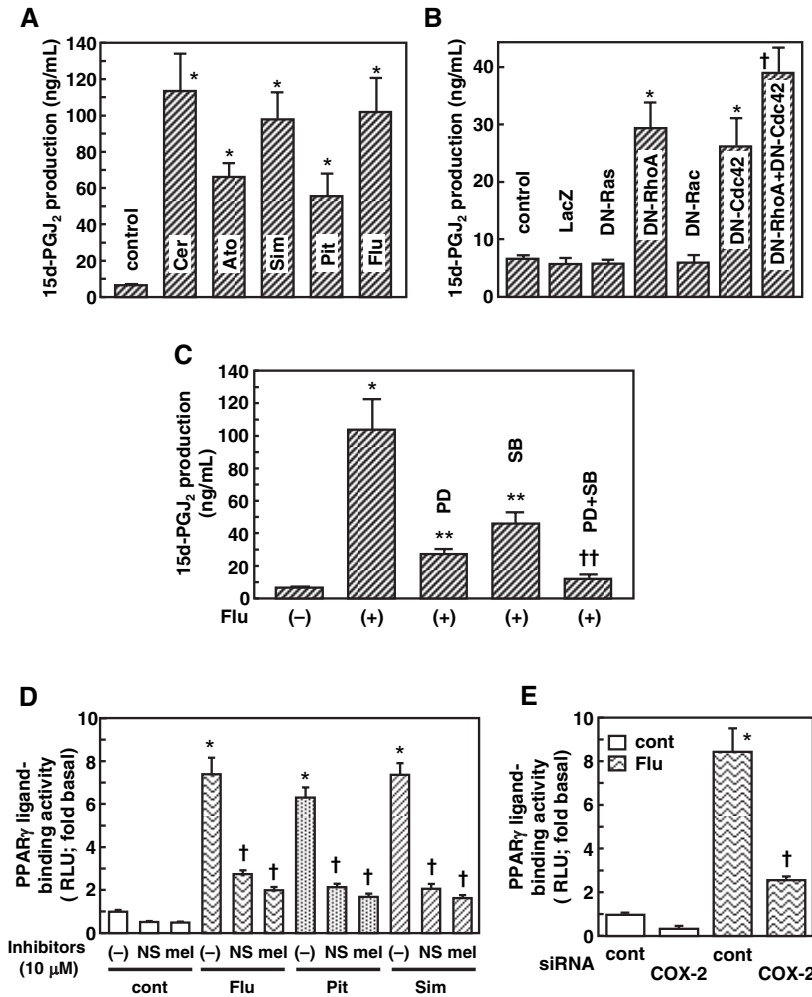 A
15d-PGJ2 production (ng/mL)
140
120
100
80
60
40
20
0
control
Cer
Ato
Sim
Pit
Flu
*
*
*
*
*
B
15d-PGJ2 production (ng/mL)
40
30
20
10
0
control
LacZ
DN-Ras
DN-RhoA
DN-Rac
DN-Cdc42
DN-RhoA+DN-Cdc42
*
*
†
C
15d-PGJ2 production
(ng/mL)
140
120
100
80
60
40
20
0
*
PD
**
SB
**
PD+SB
††
Flu (–) (+) (+) (+) (+)
D
PPARγ ligand-
binding activity
( RLU; fold basal)
10
8
6
4
2
0
* † † * † † * † †
Inhibitors
(10 μM)
(–) NS mel (–) NS mel (–) NS mel (–) NS mel
cont Flu Pit Sim
E
PPARγ ligand-
binding activity
( RLU; fold basal)
10
8
6
4
2
0
cont
Flu
*
†
siRNA cont COX-2 cont COX-2